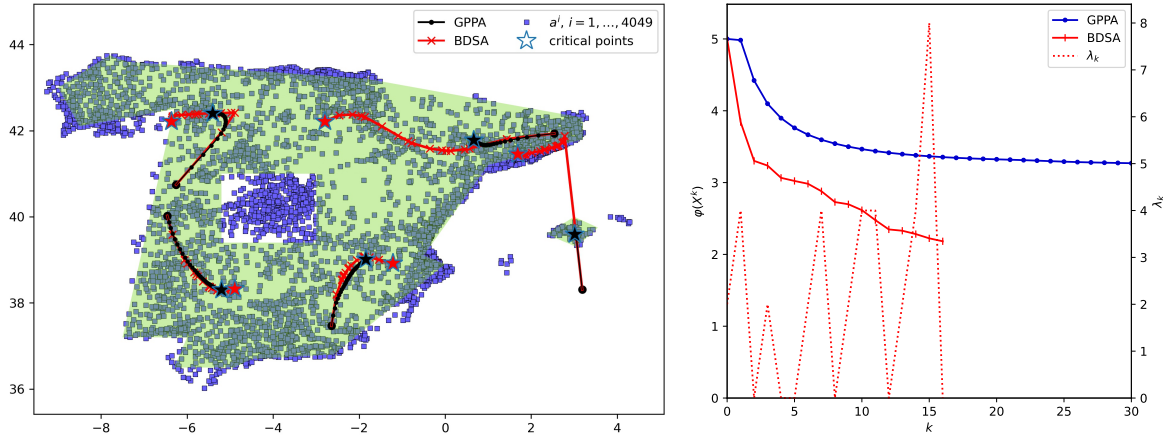 GPPA
BDSA
a^i, i = 1, ..., 4049
critical points
44
42
40
38
36
−8 −6 −4 −2 0 2 4
GPPA
BDSA
λ_k
φ(X^k)
5
4
3
2
1
0
0 5 10 15 20 25 30
k
8
7
6
5
4
3
2
1
0
λ_k